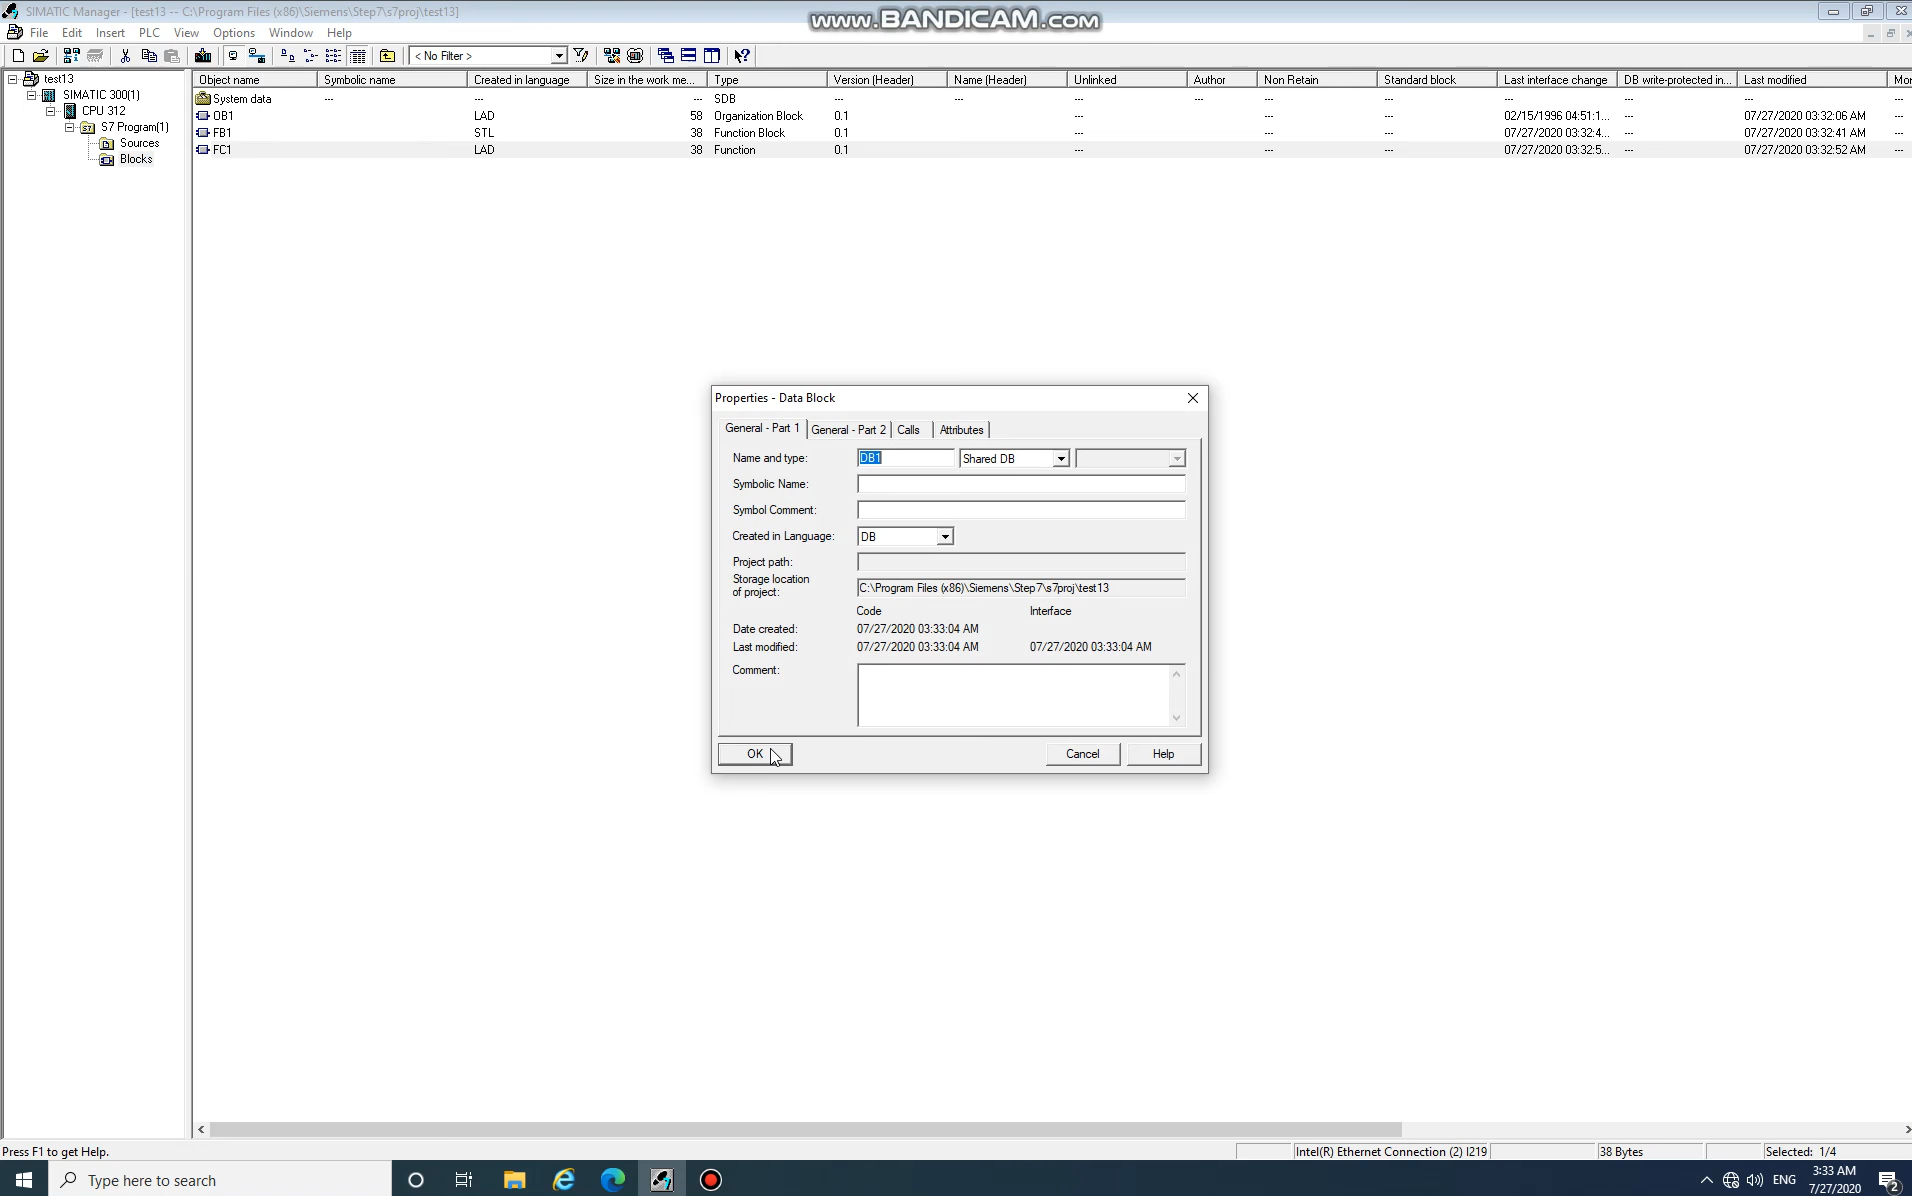 SIMATIC Manager - [test13 -- C:\Program Files (x86)\Siemens\Step7\s7proj\test13]
www.BANDICAM.com
File Edit Insert PLC View Options Window Help
< No Filter >
test13
SIMATIC 300(1)
CPU 312
S7 Program(1)
Sources
Blocks
Object name Symbolic name Created in language Size in the work me... Type Version (Header) Name (Header) Unlinked Author Non Retain Standard block Last interface change DB write-protected in... Last modified Mor
System data --- --- --- SDB --- --- --- --- --- --- --- --- --- ---
OB1 LAD 58 Organization Block 0.1 --- --- --- 02/15/1996 04:51:1... --- 07/27/2020 03:32:06 AM ---
FB1 STL 38 Function Block 0.1 --- --- --- 07/27/2020 03:32:4... --- 07/27/2020 03:32:41 AM ---
FC1 LAD 38 Function 0.1 --- --- --- 07/27/2020 03:32:5... --- 07/27/2020 03:32:52 AM ---
Properties - Data Block
General - Part 1 General - Part 2 Calls Attributes
Name and type: DB1 Shared DB
Symbolic Name:
Symbol Comment:
Created in Language: DB
Project path:
Storage location
of project: C:\Program Files (x86)\Siemens\Step7\s7proj\test13
Code Interface
Date created: 07/27/2020 03:33:04 AM
Last modified: 07/27/2020 03:33:04 AM 07/27/2020 03:33:04 AM
Comment:
OK Cancel Help
Press F1 to get Help. Intel(R) Ethernet Connection (2) I219 38 Bytes Selected: 1/4
Type here to search
ENG
3:33 AM
7/27/2020
2